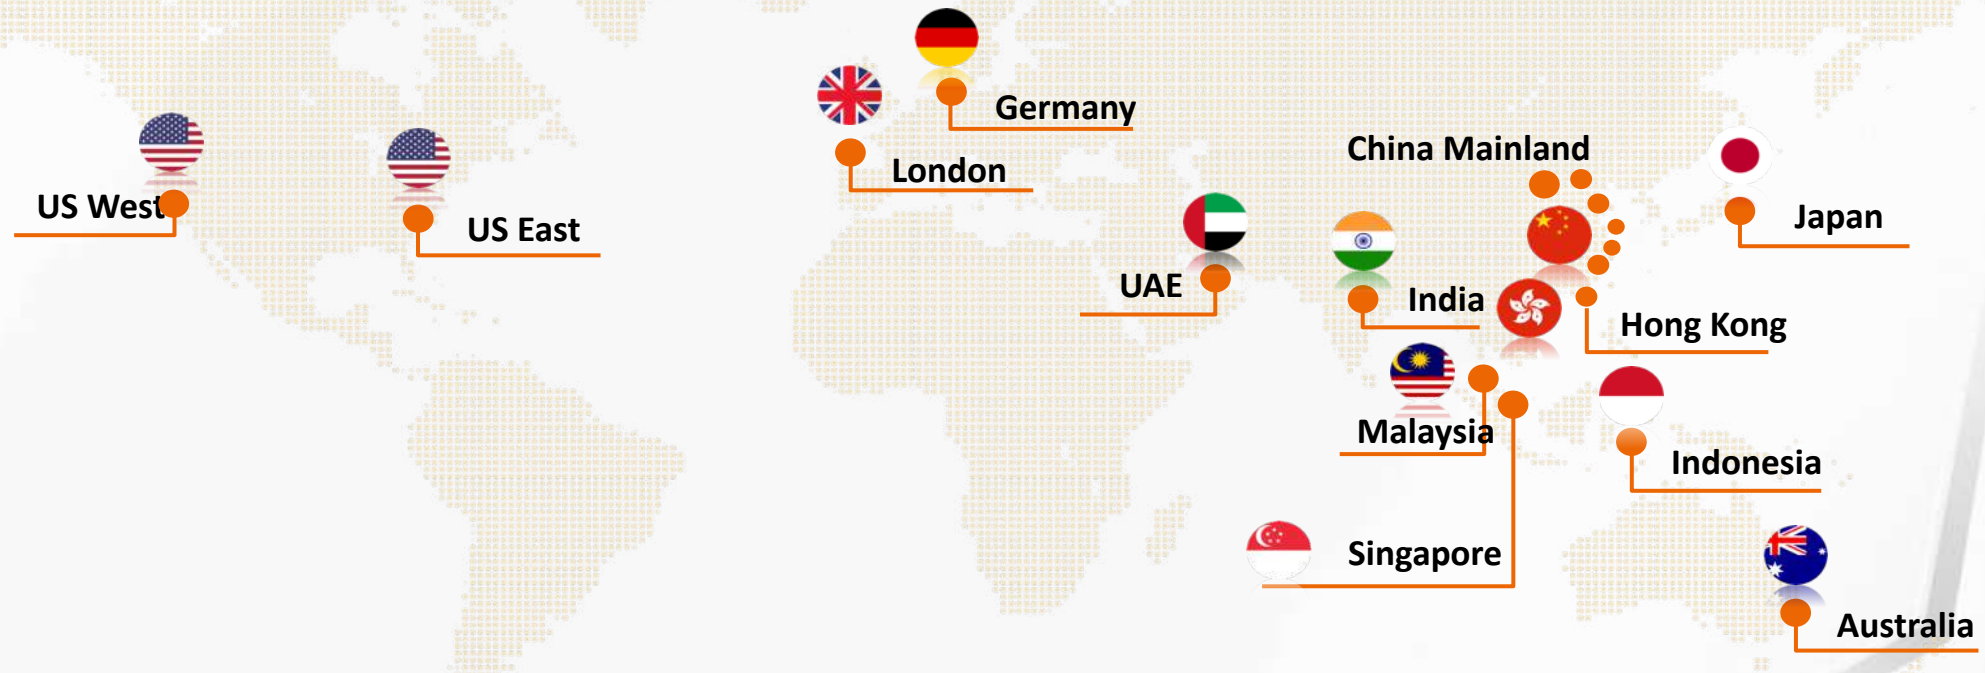 Germany
China Mainland
London
US West
Japan
US East
UAE
India
Hong Kong
Malaysia
Indonesia
Singapore
Australia